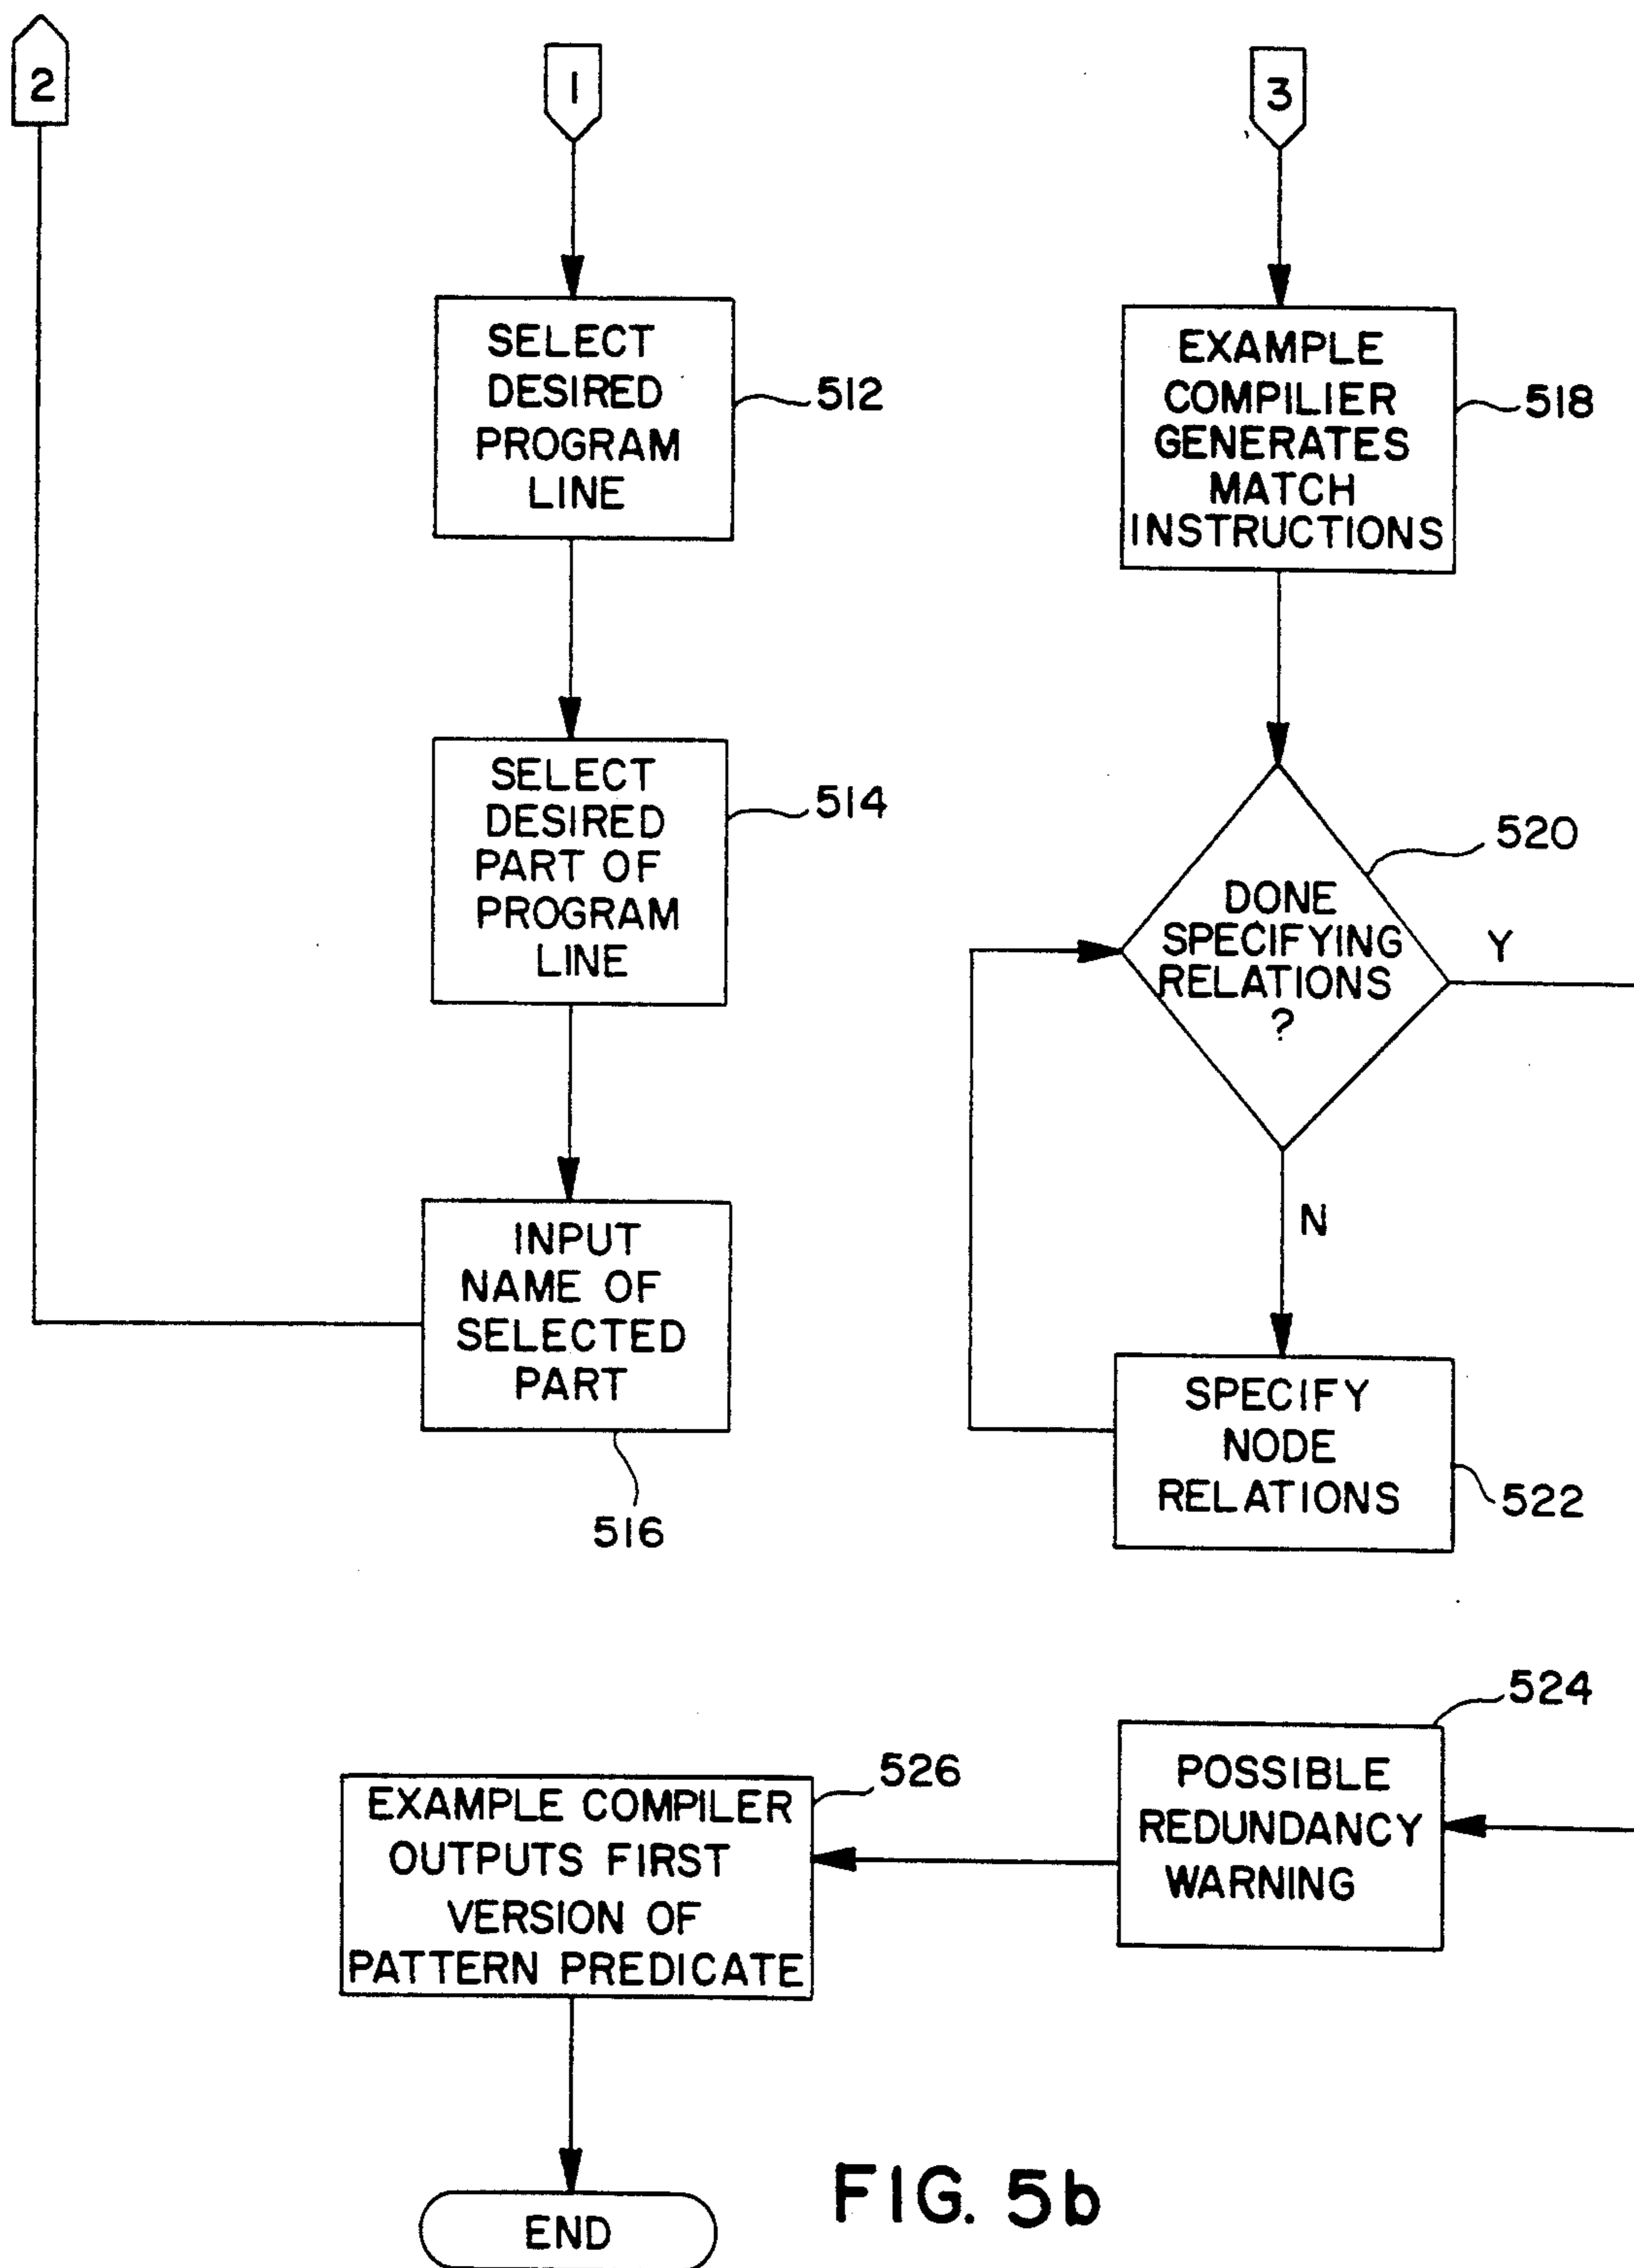 2
1
3
SELECT
DESIRED
PROGRAM
LINE
512
SELECT
DESIRED
PART OF
PROGRAM
LINE
514
INPUT
NAME OF
SELECTED
PART
516
EXAMPLE
COMPILIER
GENERATES
MATCH
INSTRUCTIONS
518
DONE
SPECIFYING
RELATIONS
?
520
Y
N
SPECIFY
NODE
RELATIONS
522
POSSIBLE
REDUNDANCY
WARNING
524
EXAMPLE COMPILER
OUTPUTS FIRST
VERSION OF
PATTERN PREDICATE
526
END
FIG. 5b